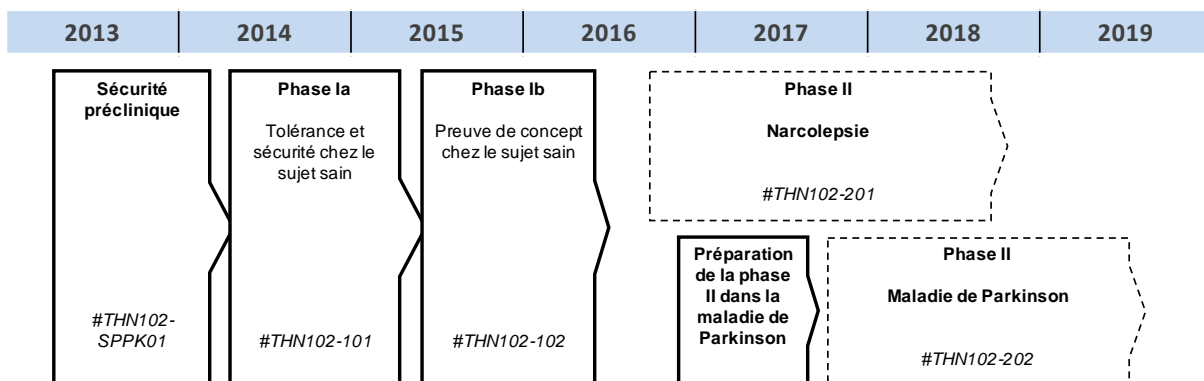 2013 2014 2015 2016 2017 2018 2019
Sécurité
préclinique
#THN102-
SPPK01
Phase Ia
Tolérance et
sécurité chez le
sujet sain
#THN102-101
Phase Ib
Preuve de concept
chez le sujet sain
#THN102-102
Phase II
Narcolepsie
#THN102-201
Préparation
de la phase
II dans la
maladie de
Parkinson
Phase II
Maladie de Parkinson
#THN102-202